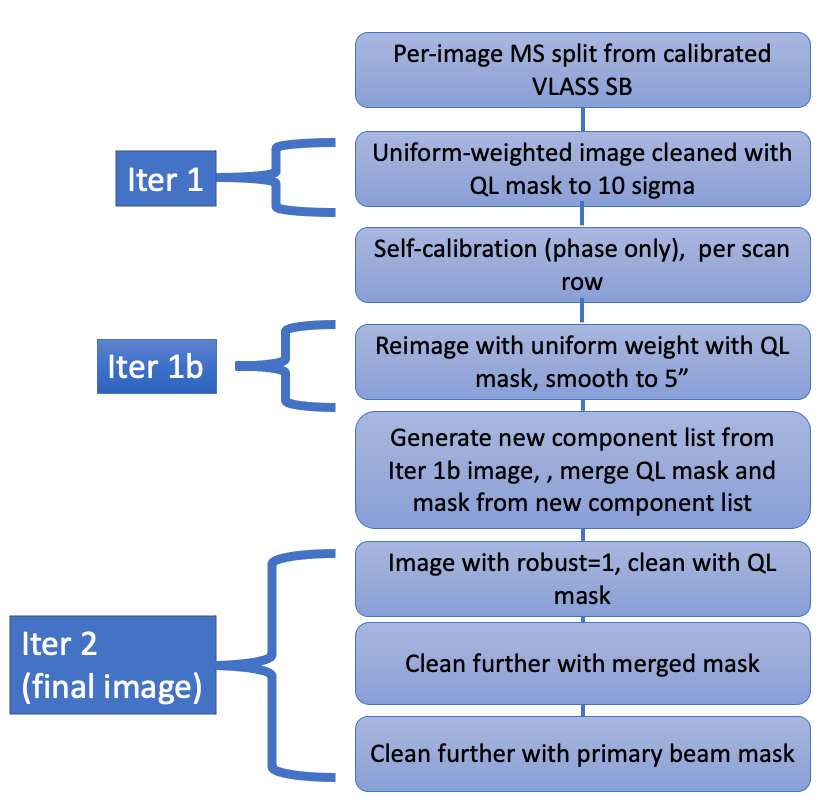 Per-image MS split from calibrated
VLASS SB
Iter 1
Uniform-weighted image cleaned with
QL mask to 10 sigma
Self-calibration (phase only),  per scan
row
Iter 1b
Reimage with uniform weight with QL
mask, smooth to 5”
Generate new component list from
Iter 1b image, , merge QL mask and
mask from new component list
Iter 2
(final image)
Image with robust=1, clean with QL
mask
Clean further with merged mask
Clean further with primary beam mask